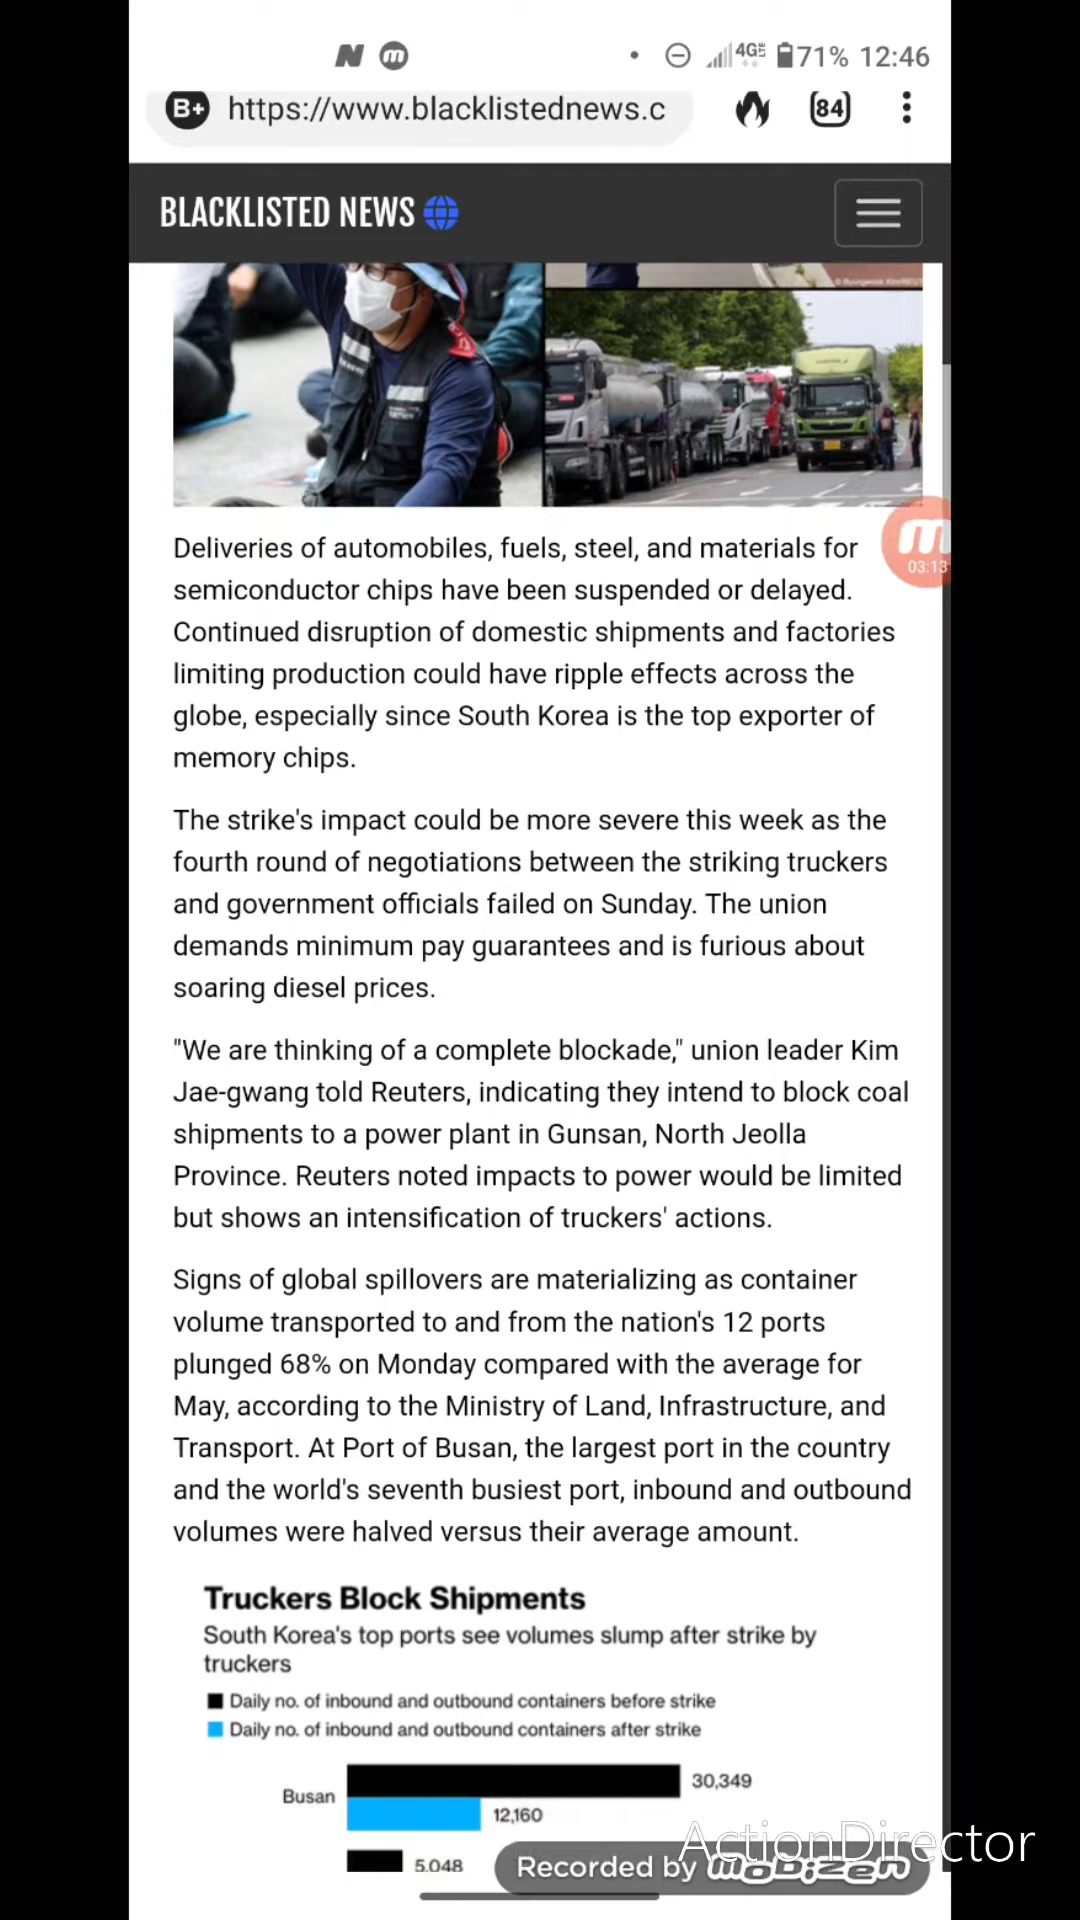 4G LTE 71% 12:46
B+ https://www.blacklistednews.c 84
BLACKLISTED NEWS
Deliveries of automobiles, fuels, steel, and materials for
semiconductor chips have been suspended or delayed.
Continued disruption of domestic shipments and factories
limiting production could have ripple effects across the
globe, especially since South Korea is the top exporter of
memory chips.
03:13
The strike's impact could be more severe this week as the
fourth round of negotiations between the striking truckers
and government officials failed on Sunday. The union
demands minimum pay guarantees and is furious about
soaring diesel prices.
"We are thinking of a complete blockade," union leader Kim
Jae-gwang told Reuters, indicating they intend to block coal
shipments to a power plant in Gunsan, North Jeolla
Province. Reuters noted impacts to power would be limited
but shows an intensification of truckers' actions.
Signs of global spillovers are materializing as container
volume transported to and from the nation's 12 ports
plunged 68% on Monday compared with the average for
May, according to the Ministry of Land, Infrastructure, and
Transport. At Port of Busan, the largest port in the country
and the world's seventh busiest port, inbound and outbound
volumes were halved versus their average amount.
Truckers Block Shipments
South Korea's top ports see volumes slump after strike by
truckers
Daily no. of inbound and outbound containers before strike
Daily no. of inbound and outbound containers after strike
Busan 30,349
12,160
5,048
ActionDirector
Recorded by mobizen